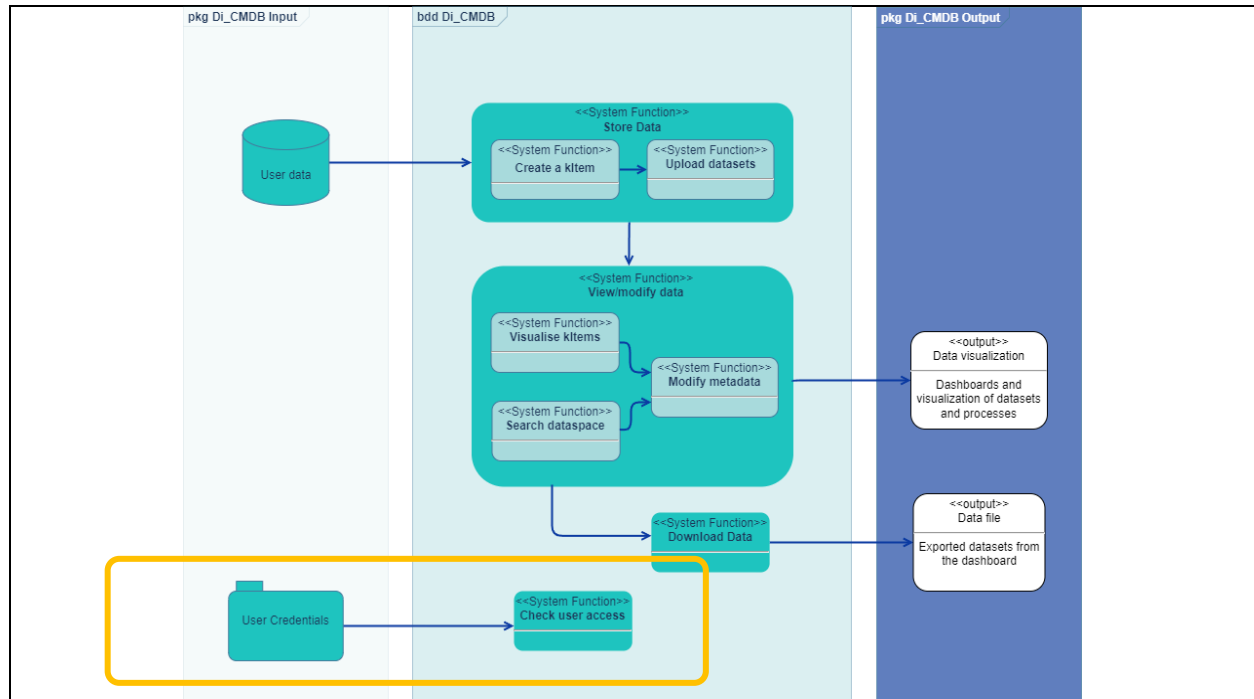 pkg Di_CMDB Input
bdd Di_CMDB
pkg Di_CMDB Output
<<System Function>>
Store Data
<<System Function>>
Create a kItem
<<System Function>>
Upload datasets
User data
<<System Function>>
View/modify data
<<System Function>>
Visualise kItems
<<System Function>>
Modify metadata
<<System Function>>
Search dataspace
<<output>>
Data visualization
Dashboards and
visualization of datasets
and processes
<<System Function>>
Download Data
<<output>>
Data file
Exported datasets from
the dashboard
User Credentials
<<System Function>>
Check user access